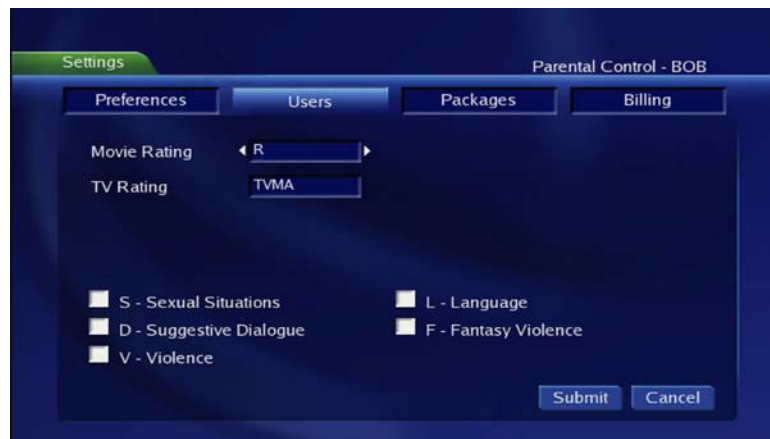 Settings
Parental Control - BOB
Preferences Users Packages Billing
Movie Rating R
TV Rating TVMA
S - Sexual Situations L - Language
D - Suggestive Dialogue F - Fantasy Violence
V - Violence
Submit Cancel